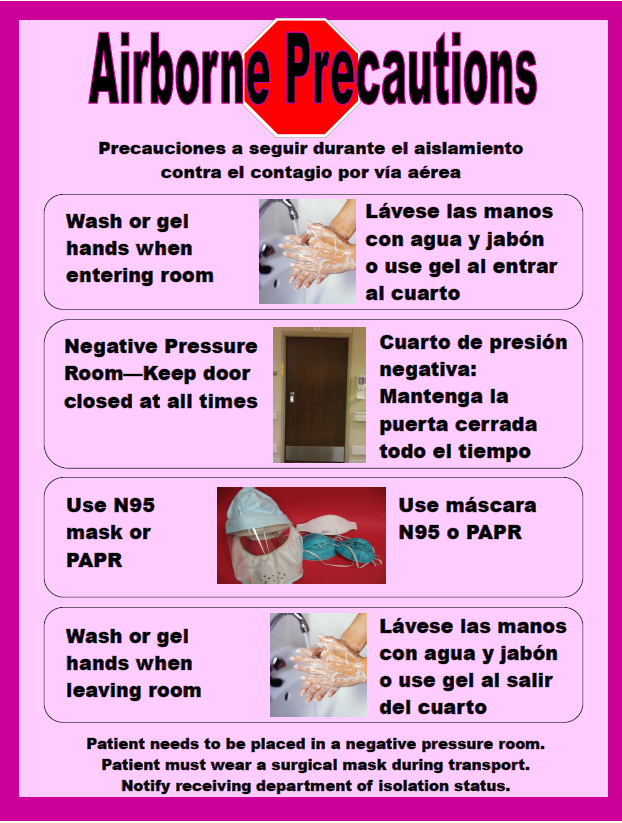 Airborne Precautions
Precauciones a seguir durante el aislamiento
contra el contagio por vía aérea
Wash or gel
hands when
entering room
Lávese las manos
con agua y jabón
o use gel al entrar
al cuarto
Negative Pressure
Room—Keep door
closed at all times
Cuarto de presión
negativa:
Mantenga la
puerta cerrada
todo el tiempo
Use N95
mask or
PAPR
Use máscara
N95 o PAPR
Wash or gel
hands when
leaving room
Lávese las manos
con agua y jabón
o use gel al salir
del cuarto
Patient needs to be placed in a negative pressure room.
Patient must wear a surgical mask during transport.
Notify receiving department of isolation status.